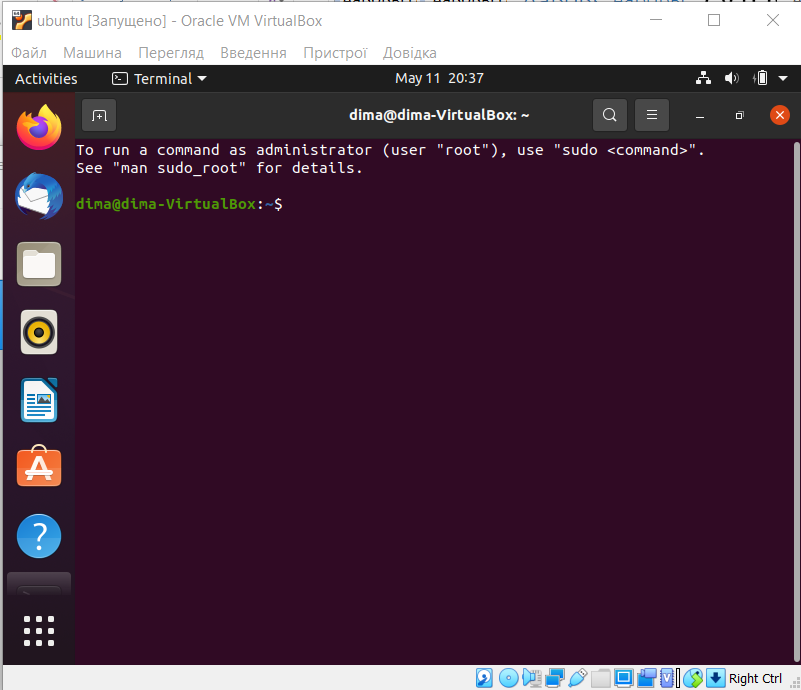 ubuntu [Запущено] - Oracle VM VirtualBox
Файл Машина Перегляд Введення Пристрої Довідка
Activities Terminal May 11 20:37
dima@dima-VirtualBox: ~
To run a command as administrator (user "root"), use "sudo <command>".
See "man sudo_root" for details.
dima@dima-VirtualBox:~$
Right Ctrl